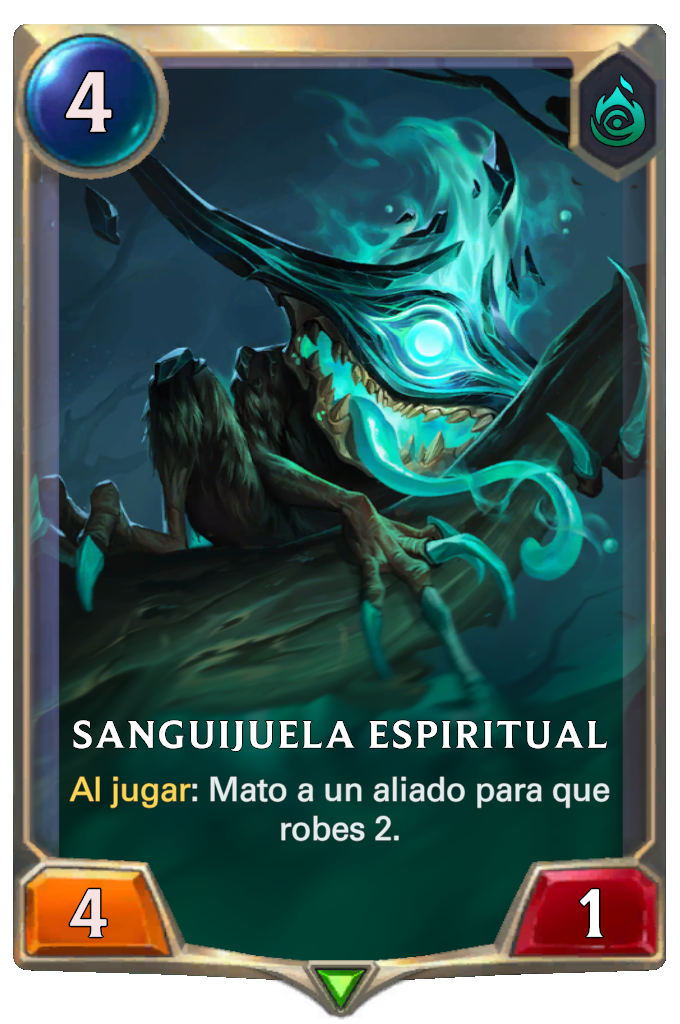 4
SANGUIJUELA ESPIRITUAL
Al jugar: Mato a un aliado para que
robes 2.
4
1